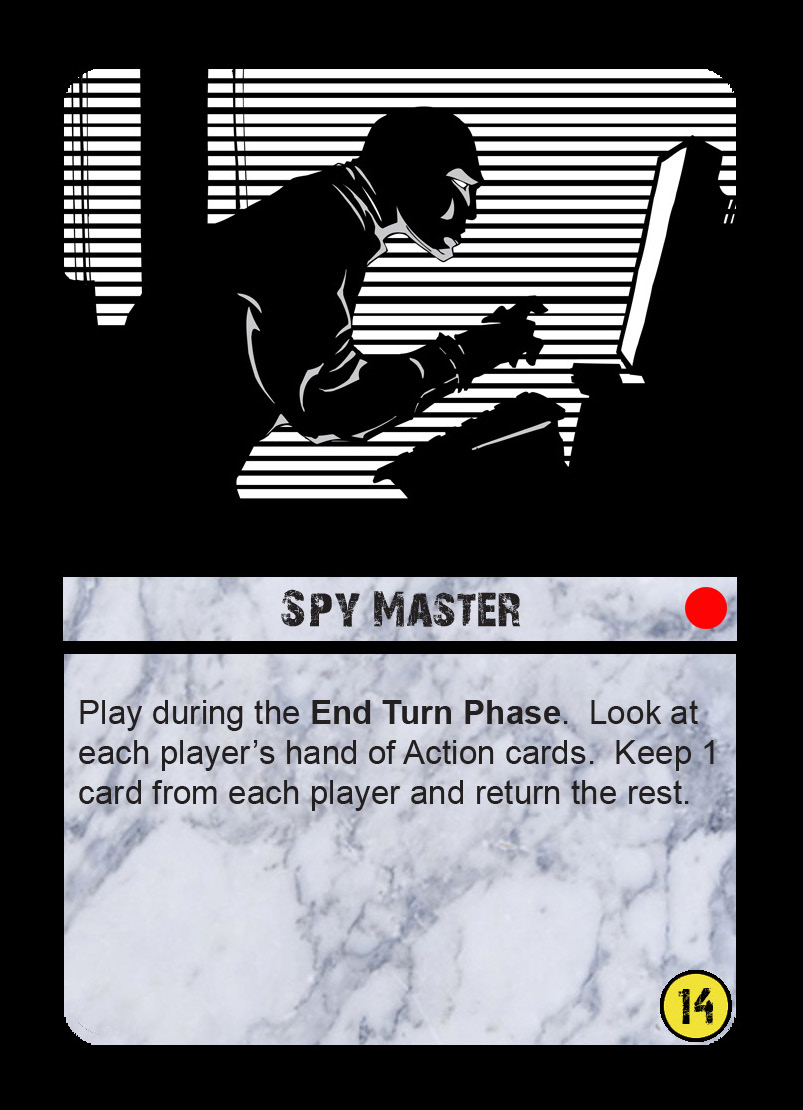 SPY MASTER
Play during the End Turn Phase.  Look at
each player’s hand of Action cards.  Keep 1
card from each player and return the rest.
14